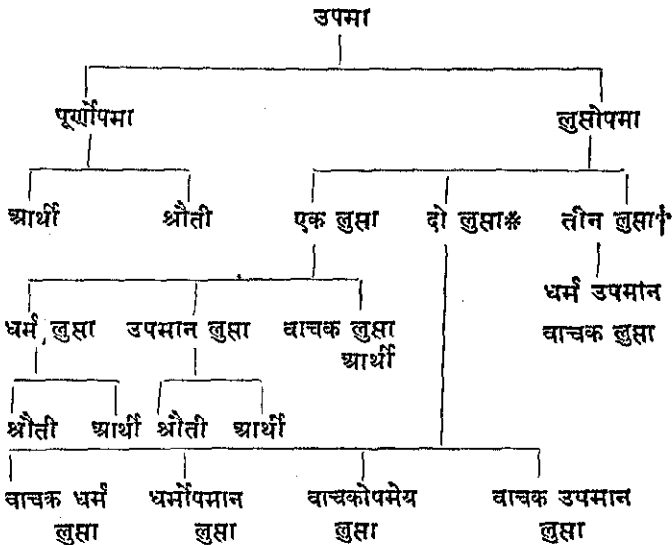 उपमा
पूर्णोपमा लुप्तोपमा
आर्थी श्रौती एक लुप्ता दो लुप्ता* तीन लुप्ता†
धर्म उपमान
वाचक लुप्ता
धर्म लुप्ता उपमान लुप्ता वाचक लुप्ता
आर्थी
श्रौती आर्थी श्रौती आर्थी
वाचक धर्म धर्मोपमान वाचकोपमेय वाचक उपमान
लुप्ता लुप्ता लुप्ता लुप्ता